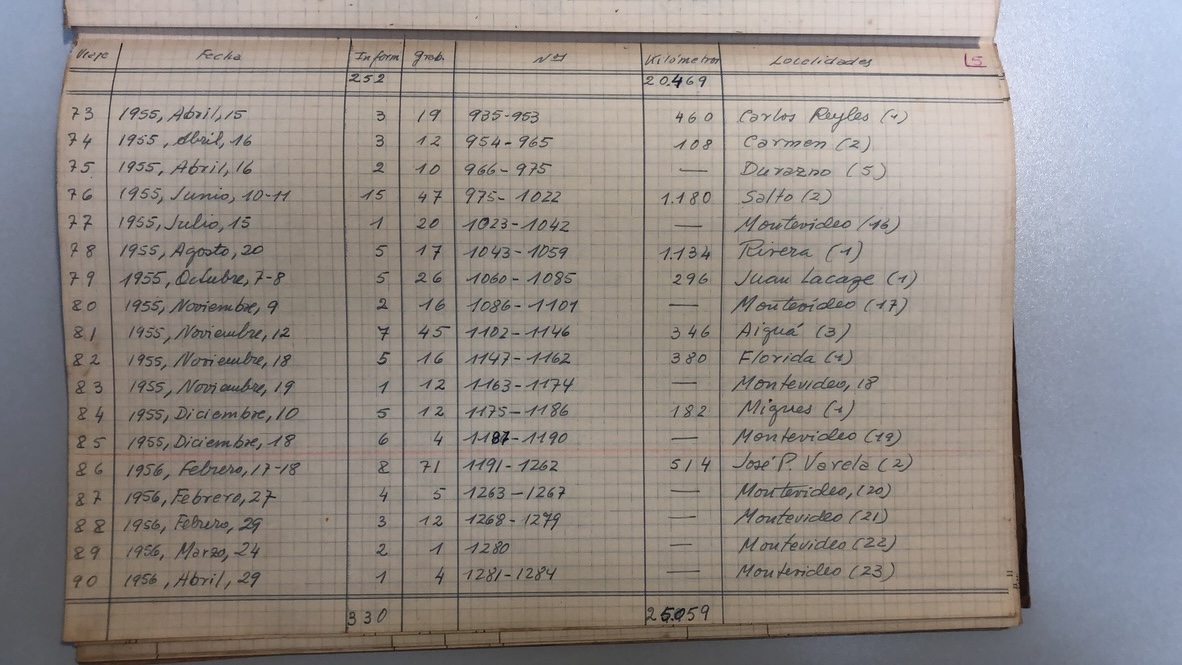 Viaje Fecha Inform grab. Nos Kilómetros Localidades 5
252 20.469
73 1955, Abril, 15 3 19 935-953 460 Carlos Reyles (1)
74 1955, Abril, 16 3 12 954-965 108 Carmen (2)
75 1955, Abril, 16 2 10 966-975 — Durazno (5)
76 1955, Junio, 10-11 15 47 975-1022 1.180 Salto (2)
77 1955, Julio, 15 1 20 1023-1042 — Montevideo (16)
78 1955, Agosto, 20 5 17 1043-1059 1.134 Rivera (1)
79 1955, Octubre, 7-8 5 26 1060-1085 296 Juan Lacaze (1)
80 1955, Noviembre, 9 2 16 1086-1101 — Montevideo (17)
81 1955, Noviembre, 12 7 45 1102-1146 346 Aiguá (3)
82 1955, Noviembre, 18 5 16 1147-1162 380 Florida (1)
83 1955, Noviembre, 19 1 12 1163-1174 — Montevideo, 18
84 1955, Diciembre, 10 5 12 1175-1186 182 Migues (1)
85 1955, Diciembre, 18 6 4 1187-1190 — Montevideo (19)
86 1956, Febrero, 17-18 8 71 1191-1262 514 José P. Varela (2)
87 1956, Febrero, 27 4 5 1263-1267 — Montevideo, (20)
88 1956, Febrero, 29 3 12 1268-1279 — Montevideo (21)
89 1956, Marzo, 24 2 1 1280 — Montevideo (22)
90 1956, Abril, 29 1 4 1281-1284 — Montevideo (23)
330 25.059